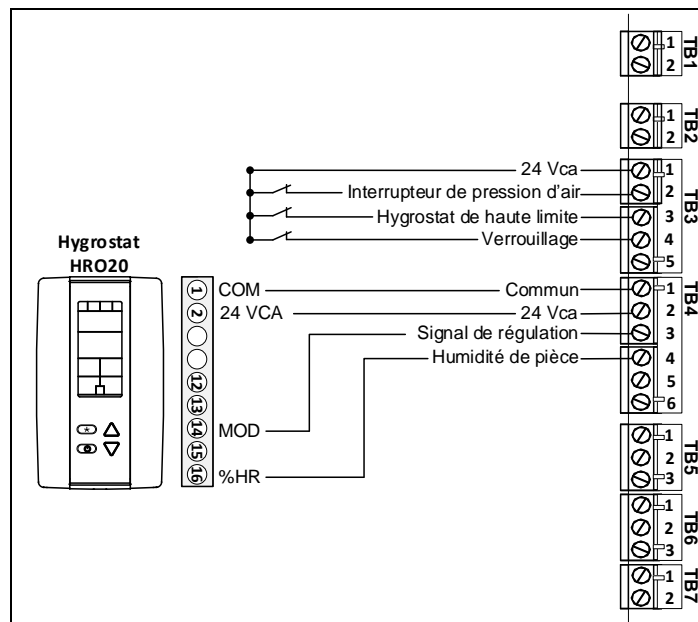 Hygrostat
HRO20
1 COM
2 24 VCA
12
13
14 MOD
15
16 %HR
24 Vca
Interrupteur de pression d'air
Hygrostat de haute limite
Verrouillage
Commun
24 Vca
Signal de régulation
Humidité de pièce
1
2
TB1
1
2
TB2
1
2
3
4
5
TB3
1
2
3
4
5
6
TB4
1
2
3
TB5
1
2
3
TB6
1
2
TB7